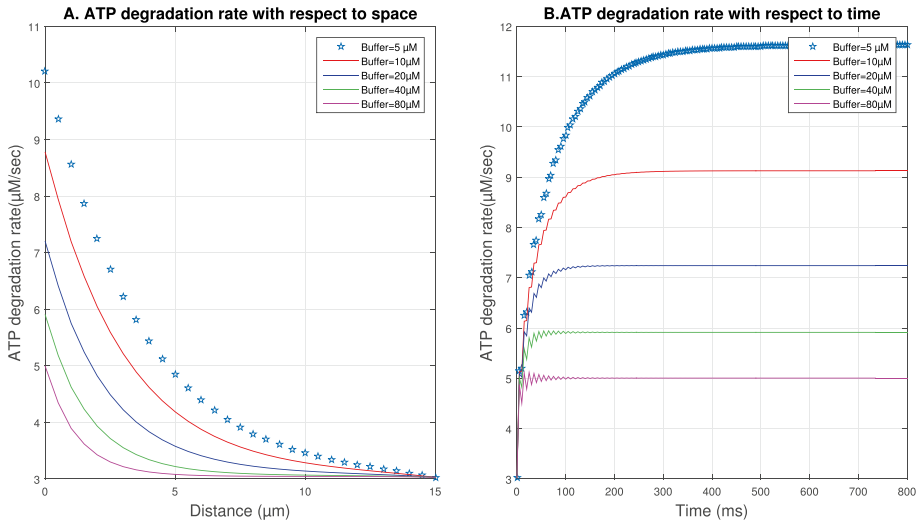 A. ATP degradation rate with respect to space
ATP degradation rate(μM/sec)
11
10
9
8
7
6
5
4
3
0
5
10
15
Distance (μm)
Buffer=5 μM
Buffer=10μM
Buffer=20μM
Buffer=40μM
Buffer=80μM
B.ATP degradation rate with respect to time
ATP degradation rate(μM/sec)
12
11
12
9
8
7
6
5
4
3
0
100
200
300
400
500
600
700
800
Time (ms)
Buffer=5 μM
Buffer=10μM
Buffer=20μM
Buffer=40μM
Buffer=80μM